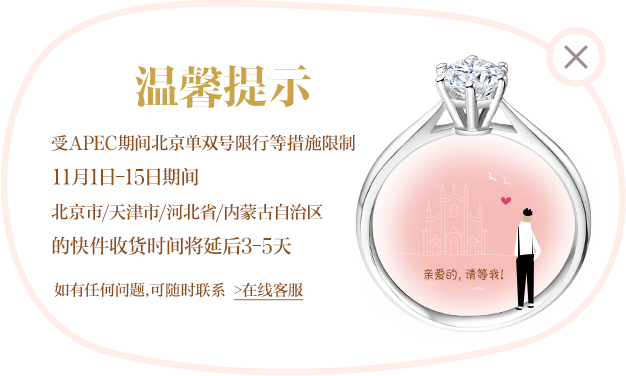 温馨提示
受APEC期间北京单双号限行等措施限制
11月1日-15日期间
北京市/天津市/河北省/内蒙古自治区
的快件收货时间将延后3-5天
如有任何问题,可随时联系 >在线客服
亲爱的,请等我!